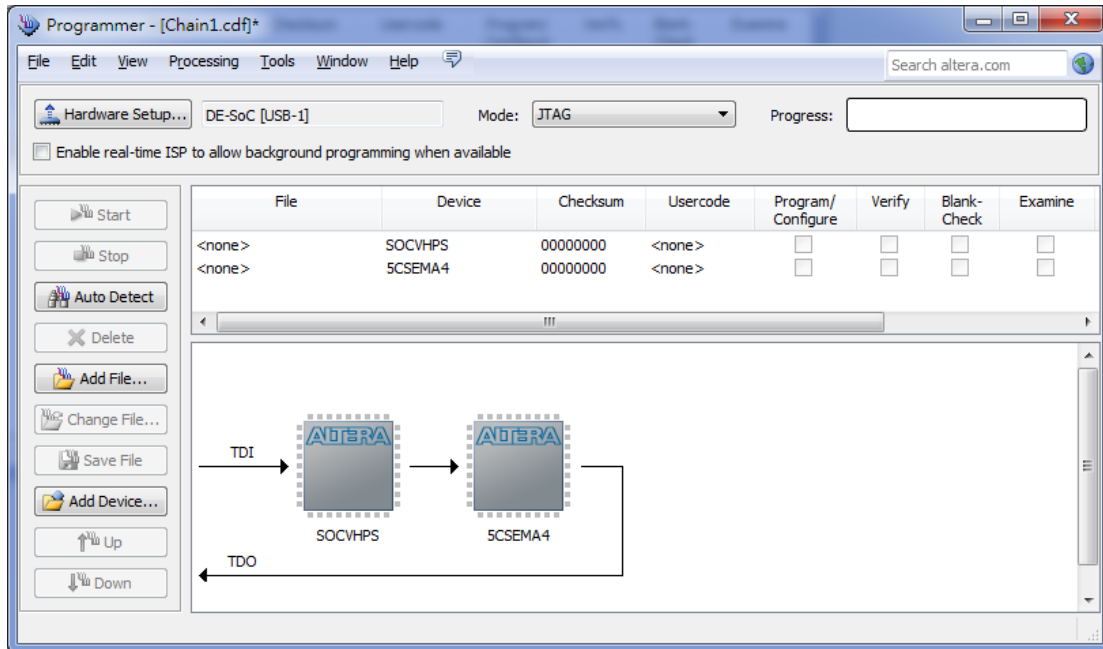 Programmer - [Chain1.cdf]*
File Edit View Processing Tools Window Help
Search altera.com
Hardware Setup... DE-SoC [USB-1] Mode: JTAG Progress:
Enable real-time ISP to allow background programming when available
File Device Checksum Usercode Program/ Configure Verify Blank- Check Examine
<none> SOCVHPS 00000000 <none>
<none> 5CSEMA4 00000000 <none>
Start
Stop
Auto Detect
Delete
Add File...
Change File...
Save File
Add Device...
Up
Down
TDI
ALTERA ALTERA
SOCVHPS 5CSEMA4
TDO